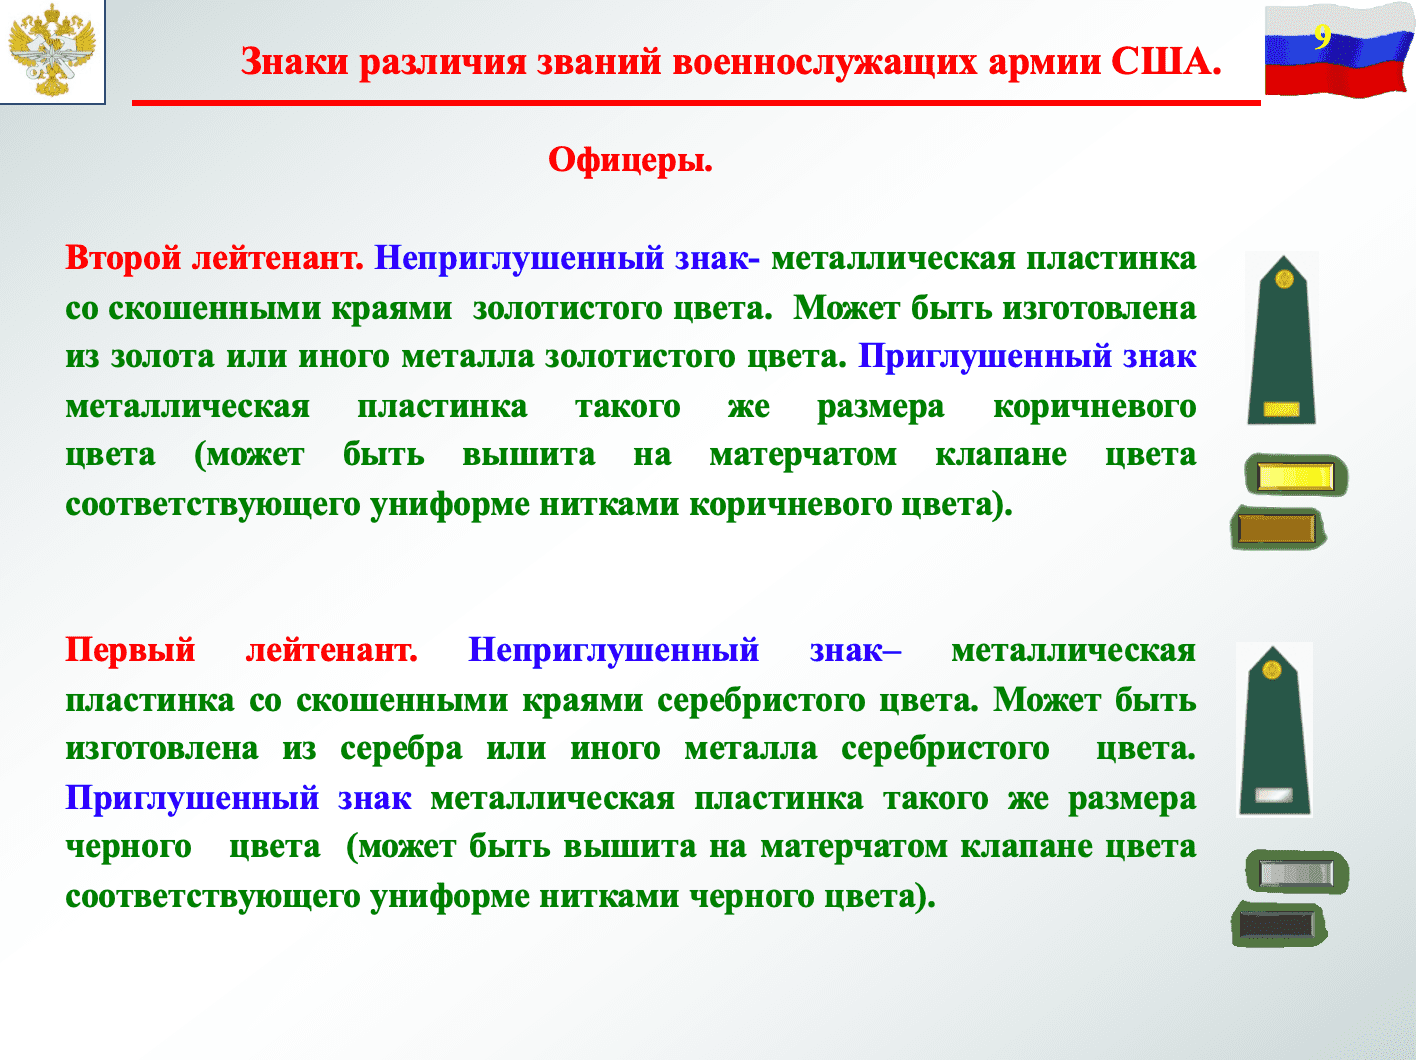 9
Знаки различия званий военнослужащих армии США.
Офицеры.
Второй лейтенант. Неприглушенный знак- металлическая пластинка
со скошенными краями золотистого цвета. Может быть изготовлена
из золота или иного металла золотистого цвета. Приглушенный знак
металлическая пластинка такого же размера коричневого
цвета (может быть вышита на матерчатом клапане цвета
соответствующего униформе нитками коричневого цвета).
Первый лейтенант. Неприглушенный знак– металлическая
пластинка со скошенными краями серебристого цвета. Может быть
изготовлена из серебра или иного металла серебристого цвета.
Приглушенный знак металлическая пластинка такого же размера
черного цвета (может быть вышита на матерчатом клапане цвета
соответствующего униформе нитками черного цвета).